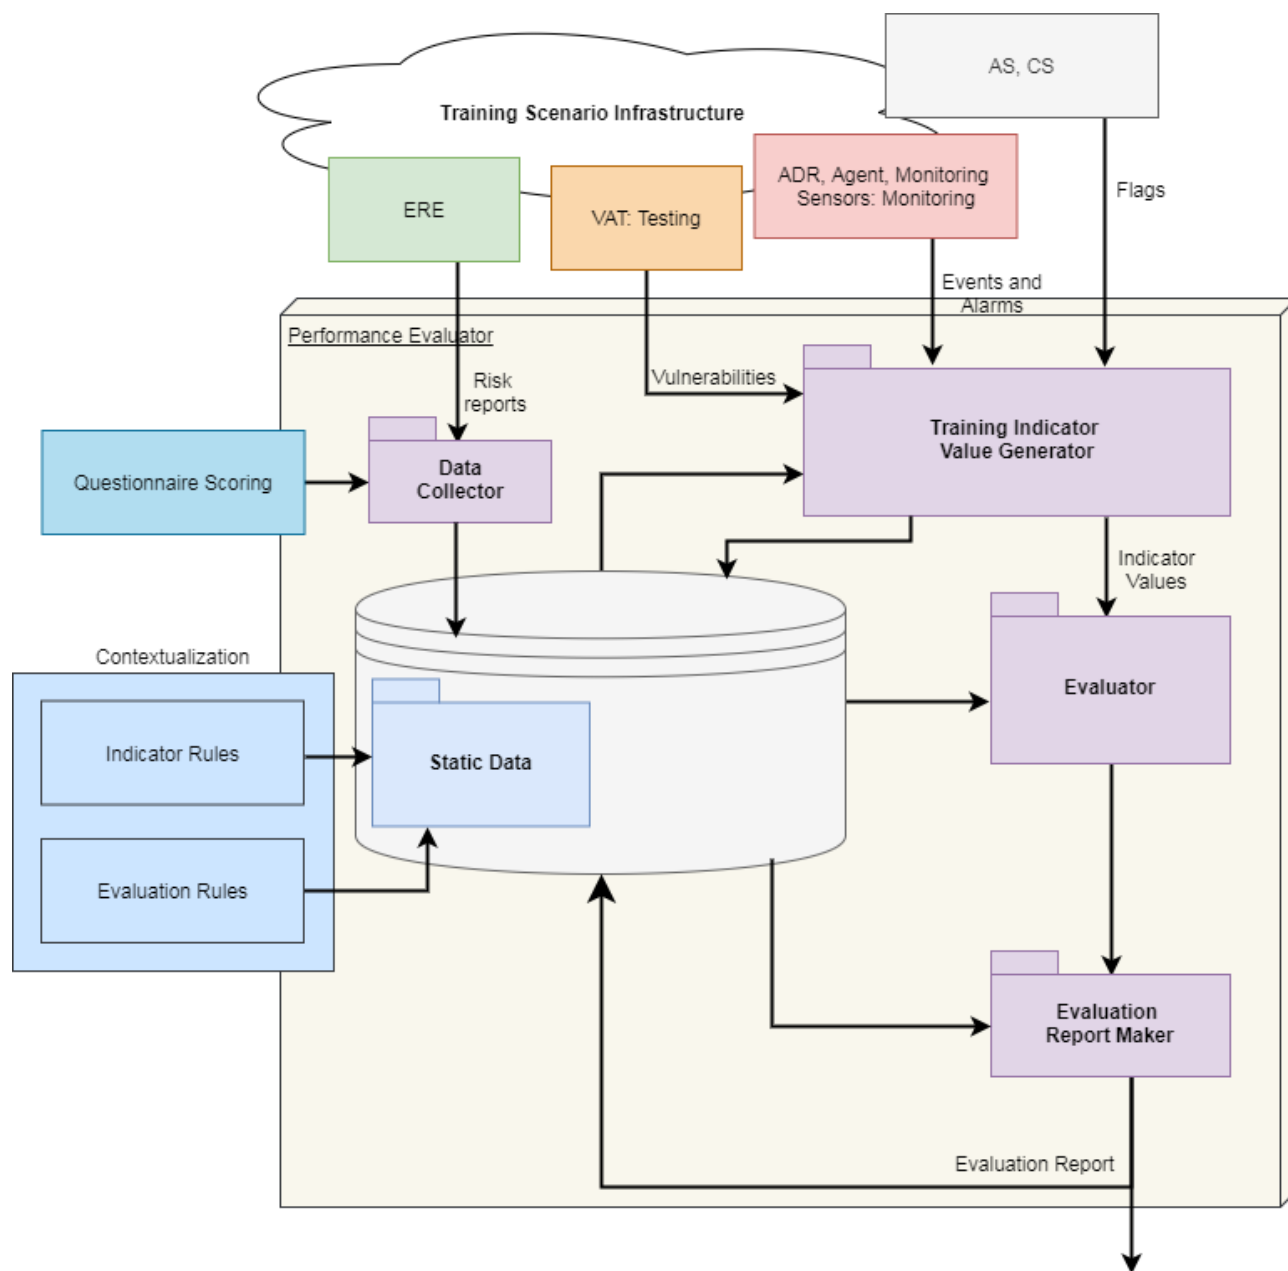 AS, CS
Training Scenario Infrastructure
ADR, Agent, Monitoring
Sensors: Monitoring
ERE
VAT: Testing
Flags
Events and
Alarms
Performance Evaluator
Risk
reports
Vulnerabilities
Training Indicator
Value Generator
Questionnaire Scoring
Data
Collector
Indicator
Values
Contextualization
Evaluator
Indicator Rules
Static Data
Evaluation Rules
Evaluation
Report Maker
Evaluation Report